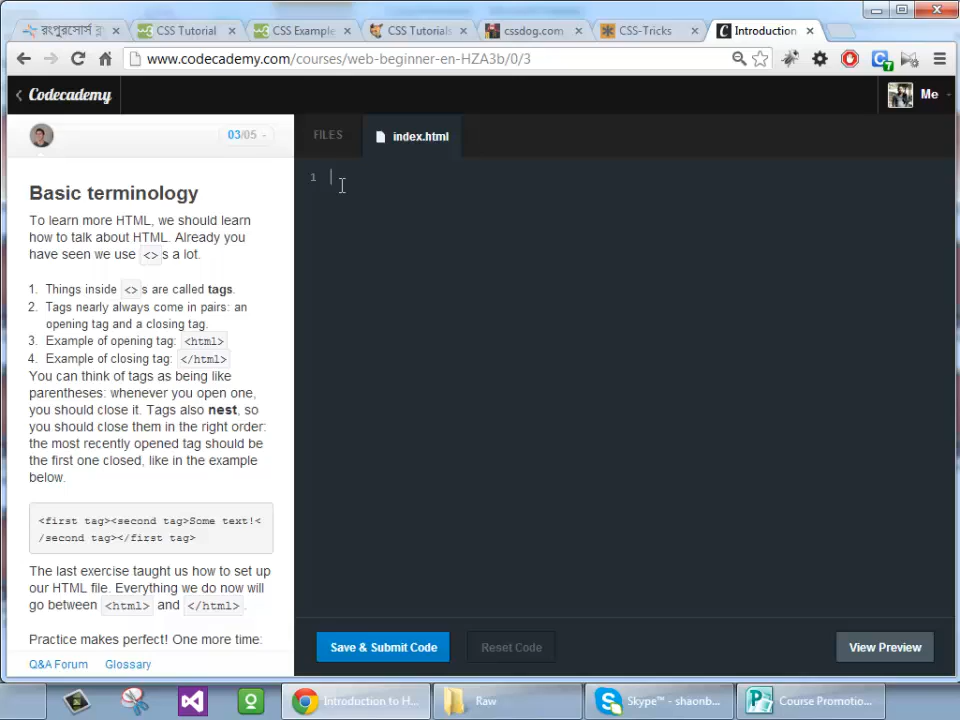 রংপুরসোর্স
CSS Tutorial
CSS Example
CSS Tutorials
cssdog.com
CSS-Tricks
Introduction
www.codecademy.com/courses/web-beginner-en-HZA3b/0/3
Codecademy
Me
03/05
FILES
index.html
1
Basic terminology
To learn more HTML, we should learn
how to talk about HTML. Already you
have seen we use <>s a lot.
1. Things inside <>s are called tags.
2. Tags nearly always come in pairs: an
opening tag and a closing tag.
3. Example of opening tag: <html>
4. Example of closing tag: </html>
You can think of tags as being like
parentheses: whenever you open one,
you should close it. Tags also nest, so
you should close them in the right order:
the most recently opened tag should be
the first one closed, like in the example
below.
<first tag><second tag>Some text!<
/second tag></first tag>
The last exercise taught us how to set up
our HTML file. Everything we do now will
go between <html> and </html>.
Practice makes perfect! One more time:
Q&A Forum Glossary
Save & Submit Code
Reset Code
View Preview
Introduction to H...
Raw
Skype™ - shaonb...
Course Promotio...